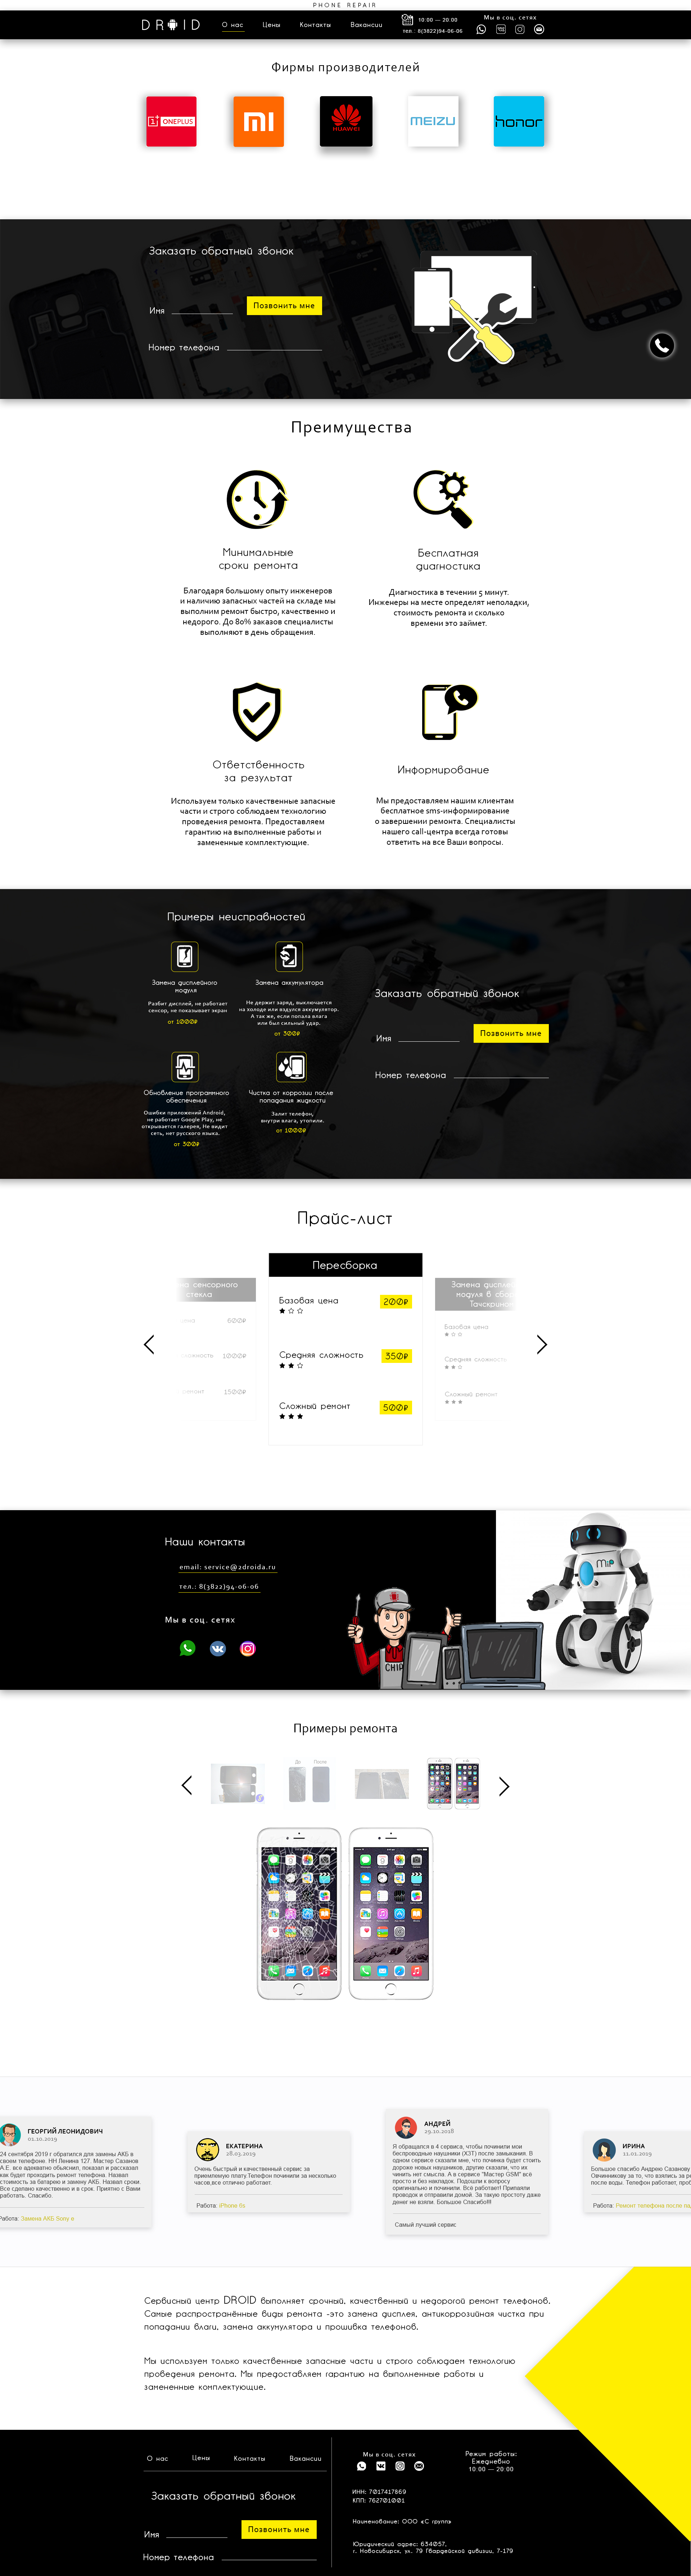 PHONE REPAIR
DROID
О нас
Цены
Контакты
Вакансии
10:00 — 20:00
тел.: 8(3822)94-06-06
Мы в соц. сетях
Фирмы производителей
ONEPLUS
HUAWEI
MEIZU
honor
Заказать обратный звонок
Имя
Позвонить мне
Номер телефона
Преимущества
Минимальные
сроки ремонта
Благодаря большому опыту инженеров
и наличию запасных частей на складе мы
выполним ремонт быстро, качественно и
недорого. До 80% заказов специалисты
выполняют в день обращения.
Бесплатная
диагностика
Диагностика в течении 5 минут.
Инженеры на месте определят неполадки,
стоимость ремонта и сколько
времени это займет.
Ответственность
за результат
Используем только качественные запасные
части и строго соблюдаем технологию
проведения ремонта. Предоставляем
гарантию на выполненные работы и
замененные комплектующие.
Информирование
Мы предоставляем нашим клиентам
бесплатное sms-информирование
о завершении ремонта. Специалисты
нашего call-центра всегда готовы
ответить на все Ваши вопросы.
Примеры неисправностей
Замена дисплейного
модуля
Разбит дисплей, не работает
сенсор, не показывает экран
от 1000₽
Замена аккумулятора
Не держит заряд, выключается
на холоде или вздулся аккумулятор.
А так же, если попала влага
или был сильный удар.
от 300₽
Обновление программного
обеспечения
Ошибки приложений Android,
не работает Google Play, не
открывается галерея, Не видит
сеть, нет русского языка.
от 300₽
Чистка от коррозии после
попадания жидкости
Залит телефон,
внутри влага, утопили.
от 1000₽
Заказать обратный звонок
Имя
Позвонить мне
Номер телефона
Прайс-лист
сенсорного
стекла
600₽
1000₽
1500₽
Пересборка
Базовая цена
200₽
Средняя сложность
350₽
Сложный ремонт
500₽
Замена
модуля в
Базовая цена
Средняя сложность
Сложный ремонт
Наши контакты
email: service@2droida.ru
тел.: 8(3822)94-06-06
Мы в соц. сетях
CHIP
MiP
Примеры ремонта
До
После
ГЕОРГИЙ ЛЕОНИДОВИЧ
01.10.2019
24 сентября 2019 г обратился для замены АКБ в
своем телефоне. НН Ленина 127. Мастер Сазанов
А.Е. все адекватно обьяснил, показал и рассказал
как будет проходить ремонт телефона. Назвал
стоимость за батарею и замену АКБ. Назвал сроки.
Все сделано качественно и в срок. Приятно с Вами
работать. Спасибо.
Работа: Замена АКБ Sony e
ЕКАТЕРИНА
28.03.2019
Очень быстрый и качественный сервис за
приемлемую плату.Телефон починили за несколько
часов,все отлично работает.
Работа: iPhone 6s
АНДРЕЙ
29.10.2018
Я обращался в 4 сервиса, чтобы починили мои
беспроводные наушники (X3T) после замыкания. В
одном сервисе сказали мне, что починка будет стоить
дороже новых наушников, другие сказали, что их
чинить нет смысла. А в сервисе "Мастер GSM" всё
просто и без накладок. Подошли к вопросу
оригинально и починили. Всё работает! Припаяли
проводок и отправили домой. За такую простоту даже
денег не взяли. Большое Спасибо!!!!
Самый лучший сервис
ИРИНА
11.01.2019
Большое спасибо Андрею Сазанову
Овчинникову за то, что взялись за
после воды. Телефон работает,
Работа: Ремонт телефона после
Сервисный центр DROID выполняет срочный, качественный и недорогой ремонт телефонов.
Самые распространённые виды ремонта -это замена дисплея, антикоррозийная чистка при
попадании влаги, замена аккумулятора и прошивка телефонов.
Мы используем только качественные запасные части и строго соблюдаем технологию
проведения ремонта. Мы предоставляем гарантию на выполненные работы и
замененные комплектующие.
О нас
Цены
Контакты
Вакансии
Заказать обратный звонок
Имя
Позвонить мне
Номер телефона
Мы в соц. сетях
Режим работы:
Ежедневно
10:00 — 20:00
ИНН: 7017417869
КПП: 762701001
Наименование: ООО «С групп»
Юридический адрес: 634057,
г. Новосибирск, ул. 79 Гвардейской дивизии, 7-179